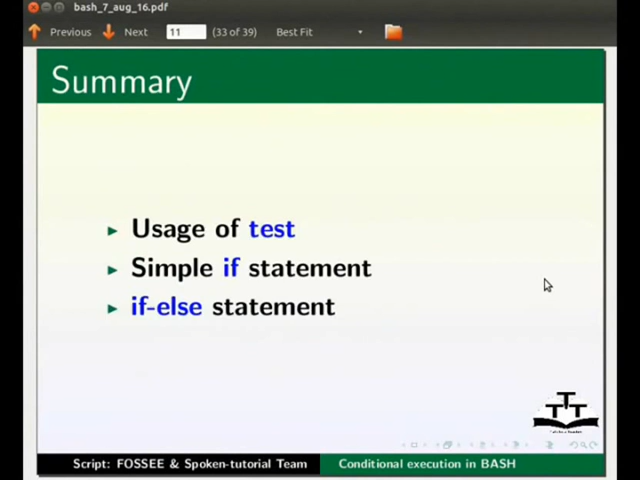 bash_7_aug_16.pdf
Previous Next 11 (33 of 39) Best Fit
Summary
Usage of test
Simple if statement
if-else statement
TTT
Script: FOSSEE & Spoken-tutorial Team Conditional execution in BASH